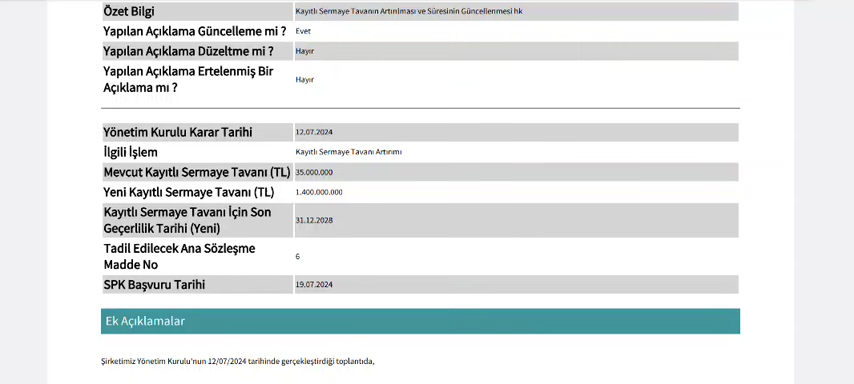 Özet Bilgi Kayıtlı Sermaye Tavanın Artırılması ve Süresinin Güncellenmesi hk
Yapılan Açıklama Güncelleme mi ? Evet
Yapılan Açıklama Düzeltme mi ? Hayır
Yapılan Açıklama Ertelenmiş Bir
Açıklama mı ? Hayır
Yönetim Kurulu Karar Tarihi 12.07.2024
İlgili İşlem Kayıtlı Sermaye Tavanı Artırımı
Mevcut Kayıtlı Sermaye Tavanı (TL) 35.000.000
Yeni Kayıtlı Sermaye Tavanı (TL) 1.400.000.000
Kayıtlı Sermaye Tavanı İçin Son
Geçerlilik Tarihi (Yeni) 31.12.2028
Tadil Edilecek Ana Sözleşme
Madde No 6
SPK Başvuru Tarihi 19.07.2024
Ek Açıklamalar
Şirketimiz Yönetim Kurulu'nun 12/07/2024 tarihinde gerçekleştirdiği toplantıda,